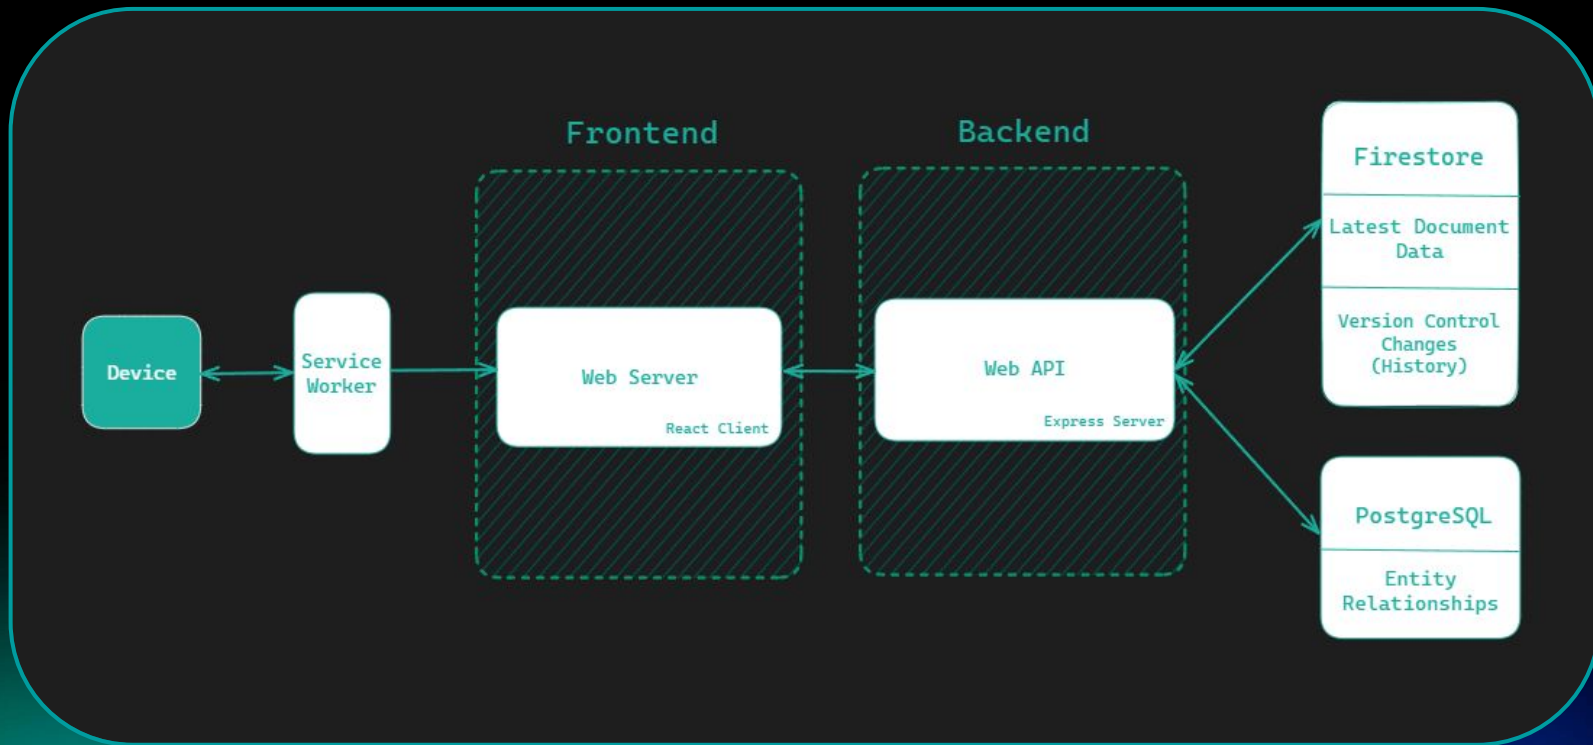 Frontend
Backend
Device
Service
Worker
Web Server
React Client
Web API
Express Server
Firestore
Latest Document
Data
Version Control
Changes
(History)
PostgreSQL
Entity
Relationships